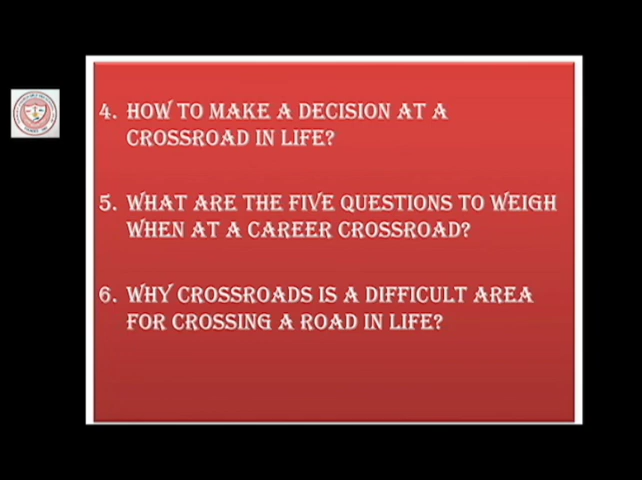 4. HOW TO MAKE A DECISION AT A
CROSSROAD IN LIFE?
5. WHAT ARE THE FIVE QUESTIONS TO WEIGH
WHEN AT A CAREER CROSSROAD?
6. WHY CROSSROADS IS A DIFFICULT AREA
FOR CROSSING A ROAD IN LIFE?